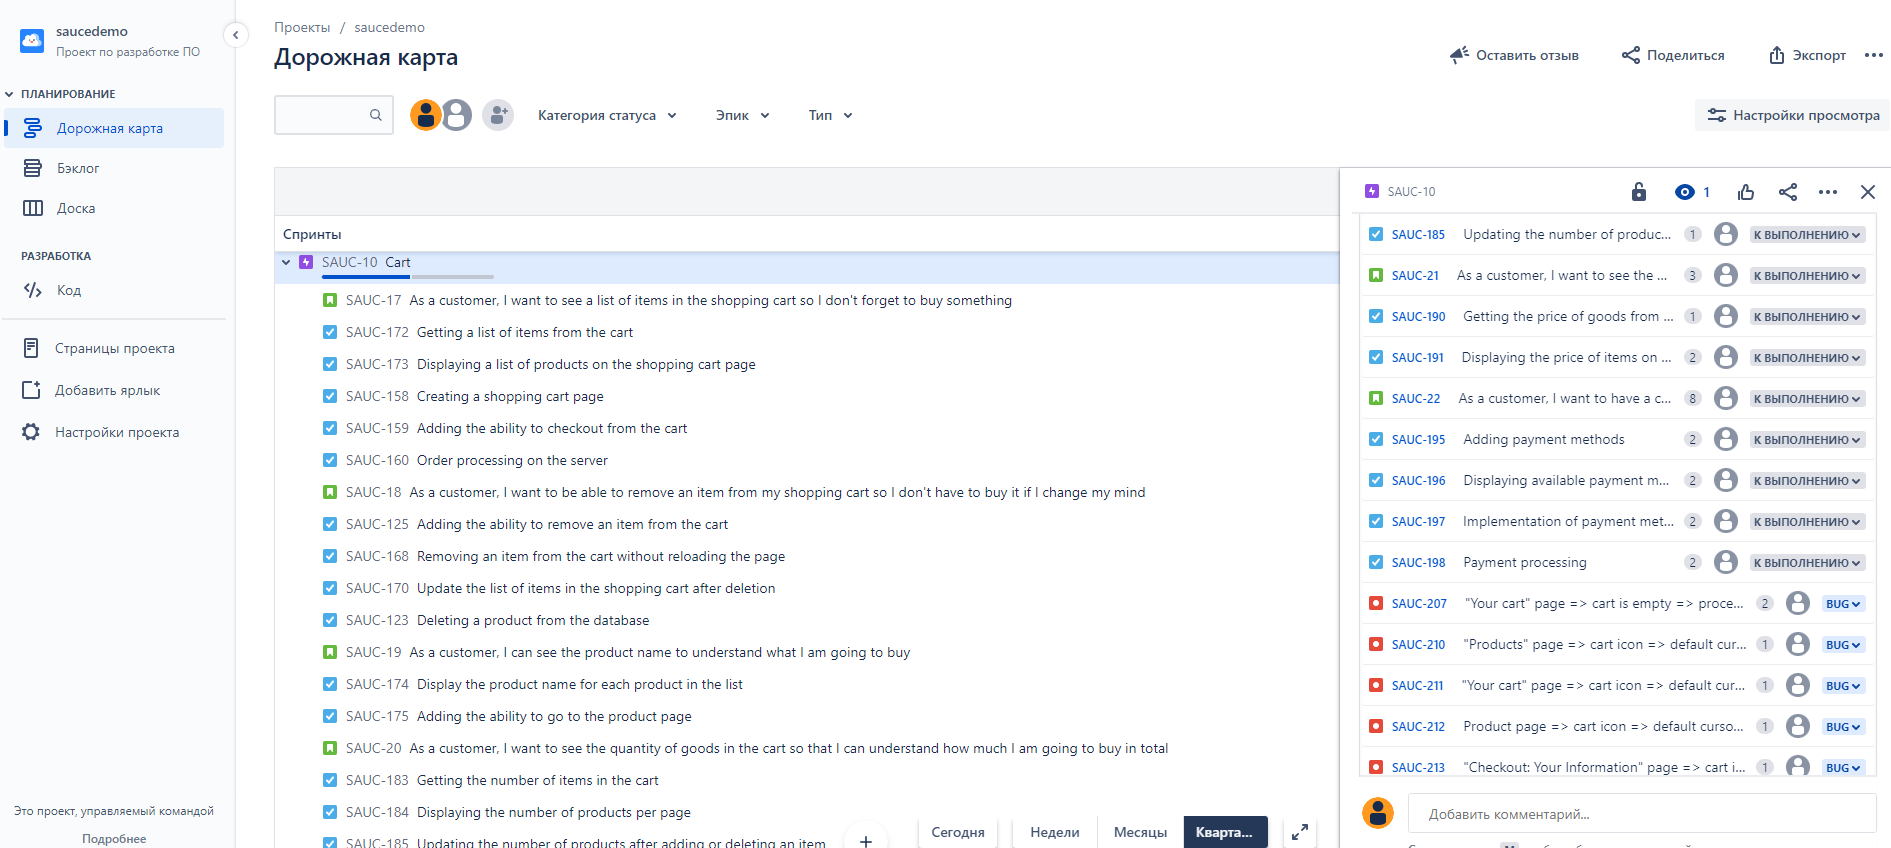 saucedemo
Проект по разработке ПО
ПЛАНИРОВАНИЕ
Дорожная карта
Бэклог
Доска
РАЗРАБОТКА
Код
Страницы проекта
Добавить ярлык
Настройки проекта
Это проект, управляемый командой
Подробнее
Проекты / saucedemo
Дорожная карта
Оставить отзыв
Поделиться
Экспорт
Категория статуса
Эпик
Тип
Настройки просмотра
Спринты
SAUC-10 Cart
SAUC-17 As a customer, I want to see a list of items in the shopping cart so I don't forget to buy something
SAUC-172 Getting a list of items from the cart
SAUC-173 Displaying a list of products on the shopping cart page
SAUC-158 Creating a shopping cart page
SAUC-159 Adding the ability to checkout from the cart
SAUC-160 Order processing on the server
SAUC-18 As a customer, I want to be able to remove an item from my shopping cart so I don't have to buy it if I change my mind
SAUC-125 Adding the ability to remove an item from the cart
SAUC-168 Removing an item from the cart without reloading the page
SAUC-170 Update the list of items in the shopping cart after deletion
SAUC-123 Deleting a product from the database
SAUC-19 As a customer, I can see the product name to understand what I am going to buy
SAUC-174 Display the product name for each product in the list
SAUC-175 Adding the ability to go to the product page
SAUC-20 As a customer, I want to see the quantity of goods in the cart so that I can understand how much I am going to buy in total
SAUC-183 Getting the number of items in the cart
SAUC-184 Displaying the number of products per page
SAUC-185 Updating the number of products after adding or deleting an item
Сегодня
Недели
Месяцы
Кварта...
SAUC-10
1
SAUC-185 Updating the number of produc... 1 К ВЫПОЛНЕНИЮ
SAUC-21 As a customer, I want to see the ... 3 К ВЫПОЛНЕНИЮ
SAUC-190 Getting the price of goods from ... 1 К ВЫПОЛНЕНИЮ
SAUC-191 Displaying the price of items on ... 2 К ВЫПОЛНЕНИЮ
SAUC-22 As a customer, I want to have a c... 8 К ВЫПОЛНЕНИЮ
SAUC-195 Adding payment methods 2 К ВЫПОЛНЕНИЮ
SAUC-196 Displaying available payment m... 2 К ВЫПОЛНЕНИЮ
SAUC-197 Implementation of payment met... 2 К ВЫПОЛНЕНИЮ
SAUC-198 Payment processing 2 К ВЫПОЛНЕНИЮ
SAUC-207 "Your cart" page => cart is empty => proce... 2 BUG
SAUC-210 "Products" page => cart icon => default cur... 1 BUG
SAUC-211 "Your cart" page => cart icon => default cur... 1 BUG
SAUC-212 Product page => cart icon => default curso... 1 BUG
SAUC-213 "Checkout: Your Information" page => cart i... 1 BUG
Добавить комментарий...